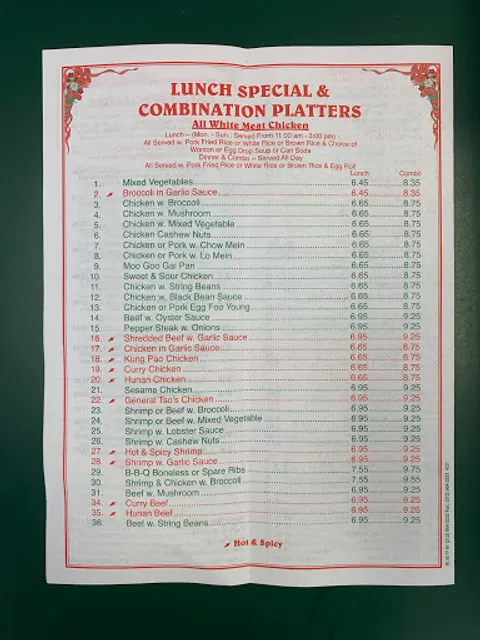 LUNCH SPECIAL &
COMBINATION PLATTERS
All White Meat Chicken
Lunch – (Mon. - Sun.: Served From 11:00 am - 3:00 pm)
All Served w. Pork Fried Rice or White Rice or Brown Rice & Choice of
Wonton or Egg Drop Soup or Can Soda
Dinner & Combo – Served All Day
All Served w. Pork Fried Rice or White Rice or Brown Rice & Egg Roll
Lunch Combo
1. Mixed Vegetables 6.45 8.35
2. Broccoli in Garlic Sauce 6.45 8.35
3. Chicken w. Broccoli 6.65 8.75
4. Chicken w. Mushroom 6.65 8.75
5. Chicken w. Mixed Vegetable 6.65 8.75
6. Chicken Cashew Nuts 6.65 8.75
7. Chicken or Pork w. Chow Mein 6.65 8.75
8. Chicken or Pork w. Lo Mein 6.65 8.75
9. Moo Goo Gai Pan 6.65 8.75
10. Sweet & Sour Chicken 6.65 8.75
11. Chicken w. String Beans 6.65 8.75
12. Chicken w. Black Bean Sauce 6.65 8.75
13. Chicken or Pork Egg Foo Young 6.65 8.75
14. Beef w. Oyster Sauce 6.95 9.25
15. Pepper Steak w. Onions 6.95 9.25
16. Shredded Beef w. Garlic Sauce 6.95 9.25
17. Chicken in Garlic Sauce 6.65 8.75
18. Kung Pao Chicken 6.65 8.75
19. Curry Chicken 6.65 8.75
20. Hunan Chicken 6.65 8.75
21. Sesame Chicken 6.95 9.25
22. General Tso's Chicken 6.95 9.25
23. Shrimp or Beef w. Broccoli 6.95 9.25
24. Shrimp or Beef w. Mixed Vegetable 6.95 9.25
25. Shrimp w. Lobster Sauce 6.95 9.25
26. Shrimp w. Cashew Nuts 6.95 9.25
27. Hot & Spicy Shrimp 6.95 9.25
28. Shrimp w. Garlic Sauce 6.95 9.25
29. B-B-Q Boneless or Spare Ribs 7.55 9.75
30. Shrimp & Chicken w. Broccoli 7.55 9.55
31. Beef w. Mushroom 6.95 9.25
34. Curry Beef 6.95 9.25
35. Hunan Beef 6.95 9.25
36. Beef w. String Beans 6.95 9.25
Hot & Spicy